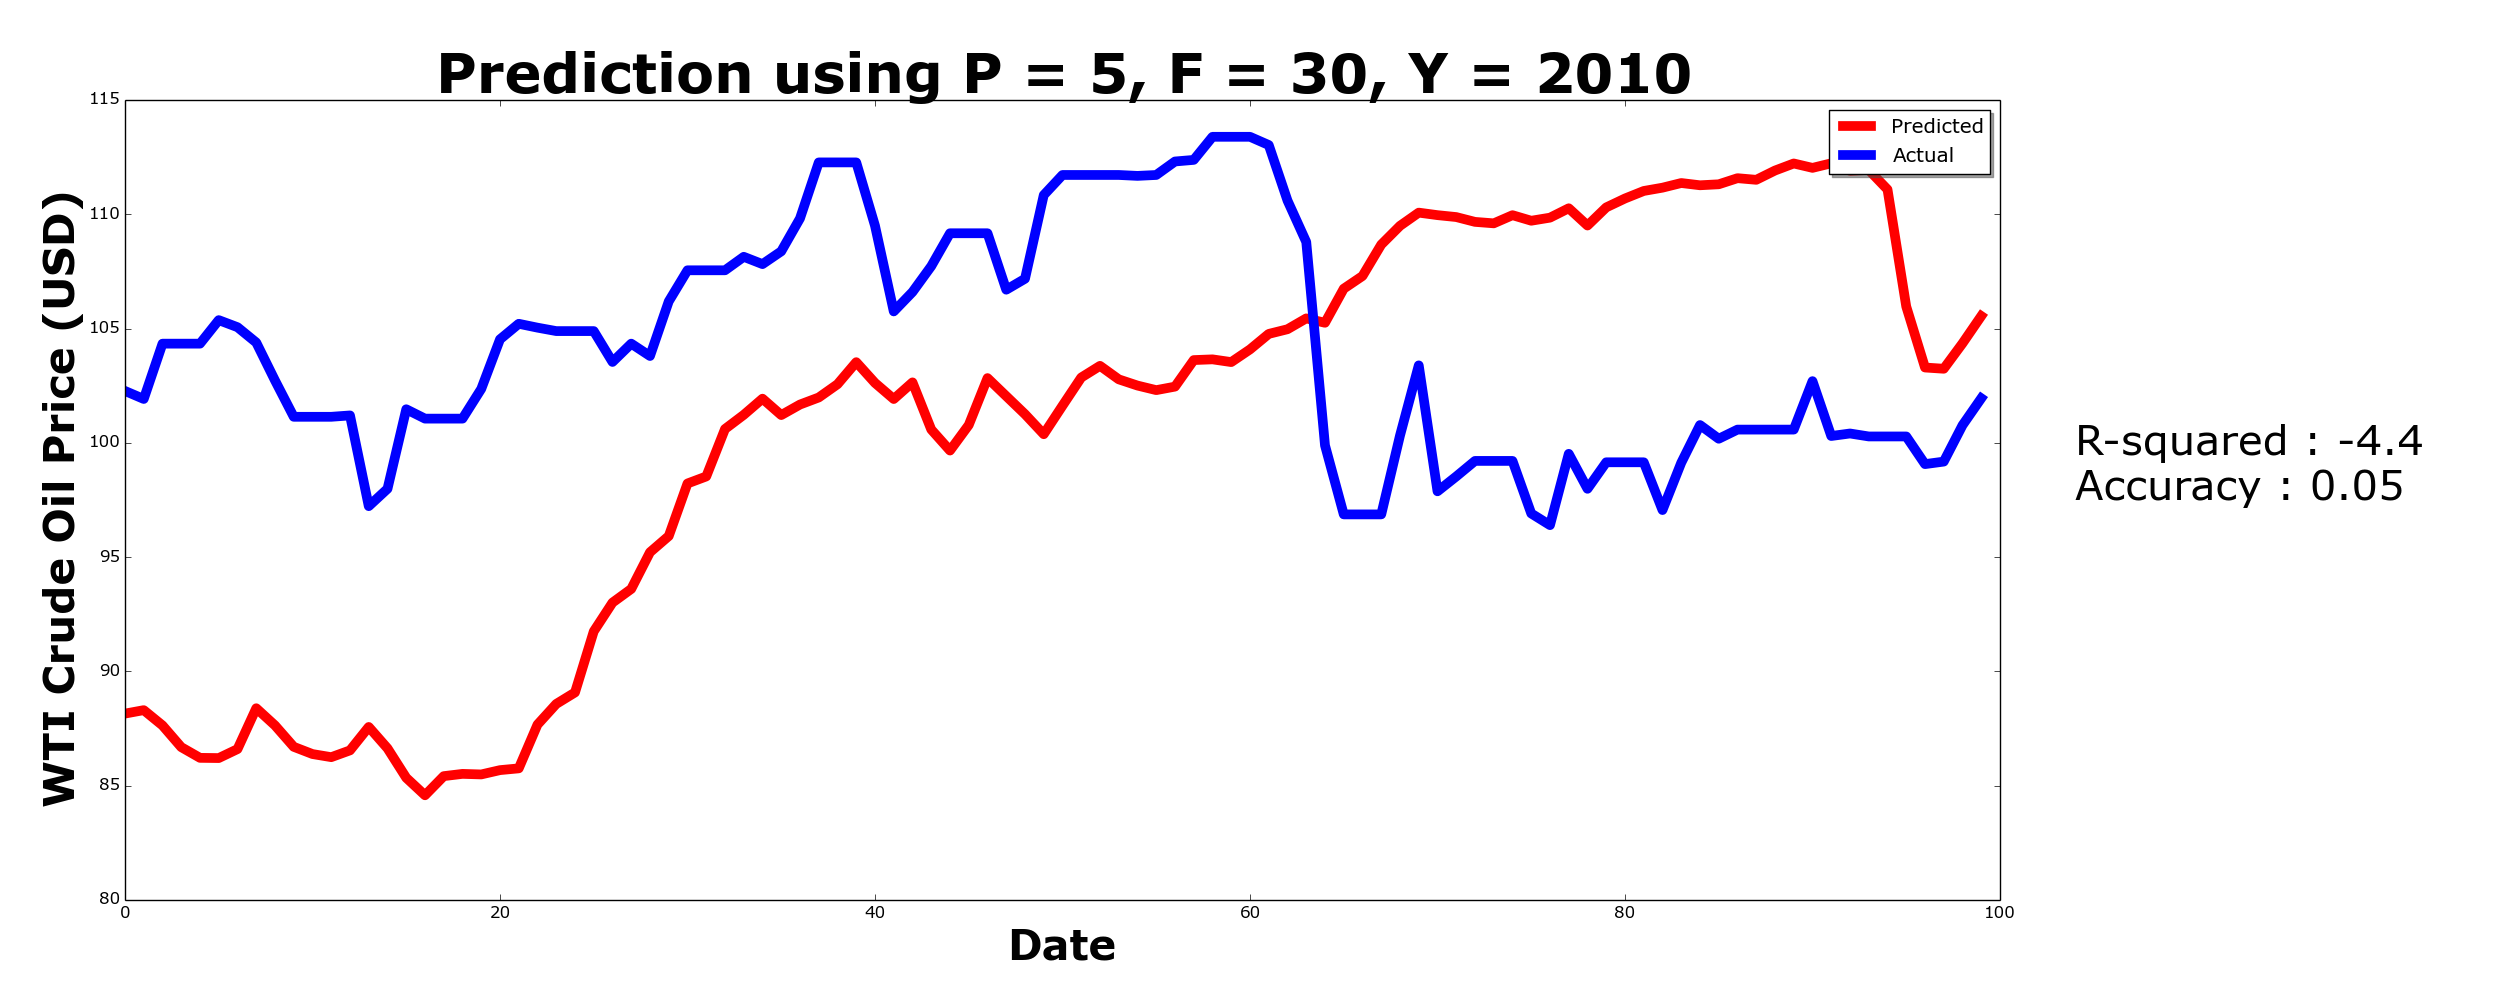 Prediction using P = 5, F = 30, Y = 2010
WTI Crude Oil Price (USD)
115
110
105
100
95
90
85
80
0 20 40 60 80 100
Date
Predicted
Actual
R-squared : -4.4
Accuracy : 0.05